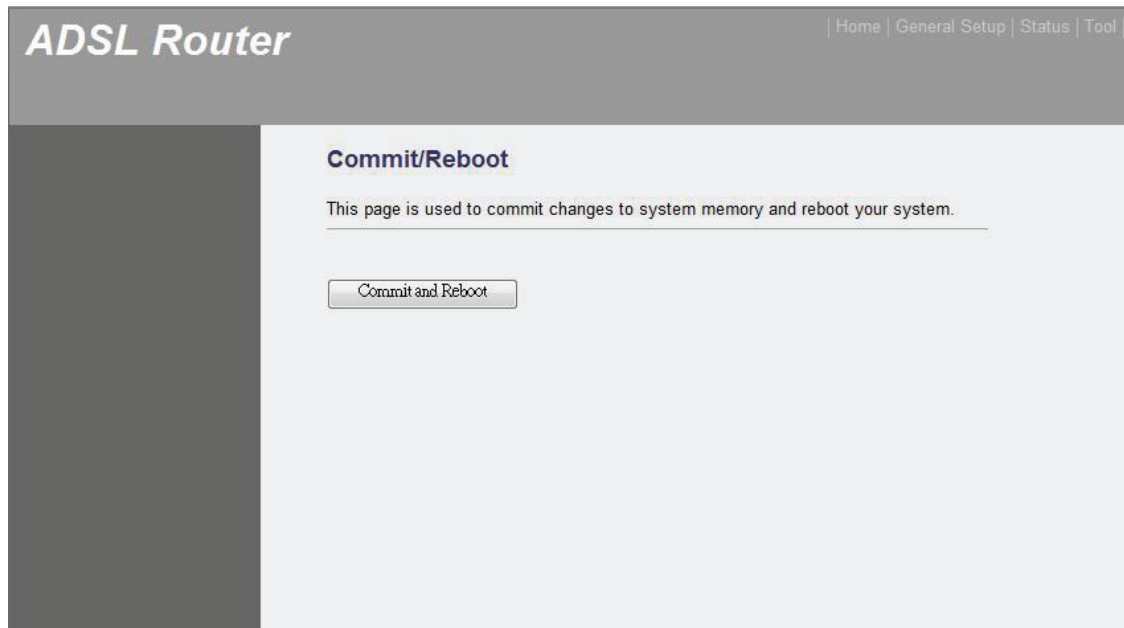 ADSL Router
| Home | General Setup | Status | Tool |
Commit/Reboot
This page is used to commit changes to system memory and reboot your system.
Commit and Reboot